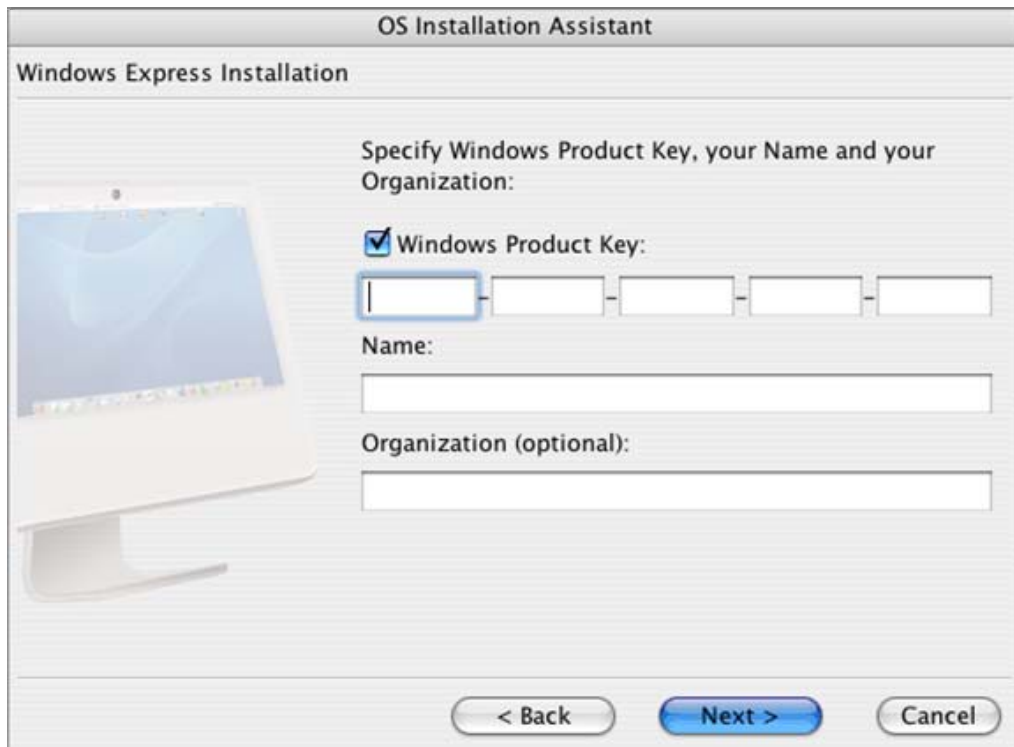 OS Installation Assistant
Windows Express Installation
Specify Windows Product Key, your Name and your
Organization:
Windows Product Key:
- - - -
Name:
Organization (optional):
< Back Next > Cancel